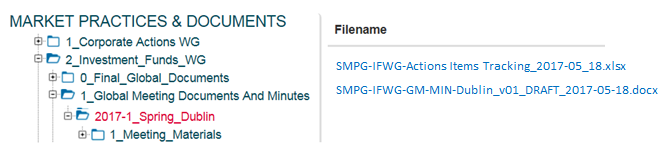 MARKET PRACTICES & DOCUMENTS
1_Corporate Actions WG
2_Investment_Funds_WG
0_Final_Global_Documents
1_Global Meeting Documents And Minutes
2017-1_Spring_Dublin
1_Meeting_Materials
Filename
SMPG-IFWG-Actions Items Tracking_2017-05_18.xlsx
SMPG-IFWG-GM-MIN-Dublin_v01_DRAFT_2017-05-18.docx